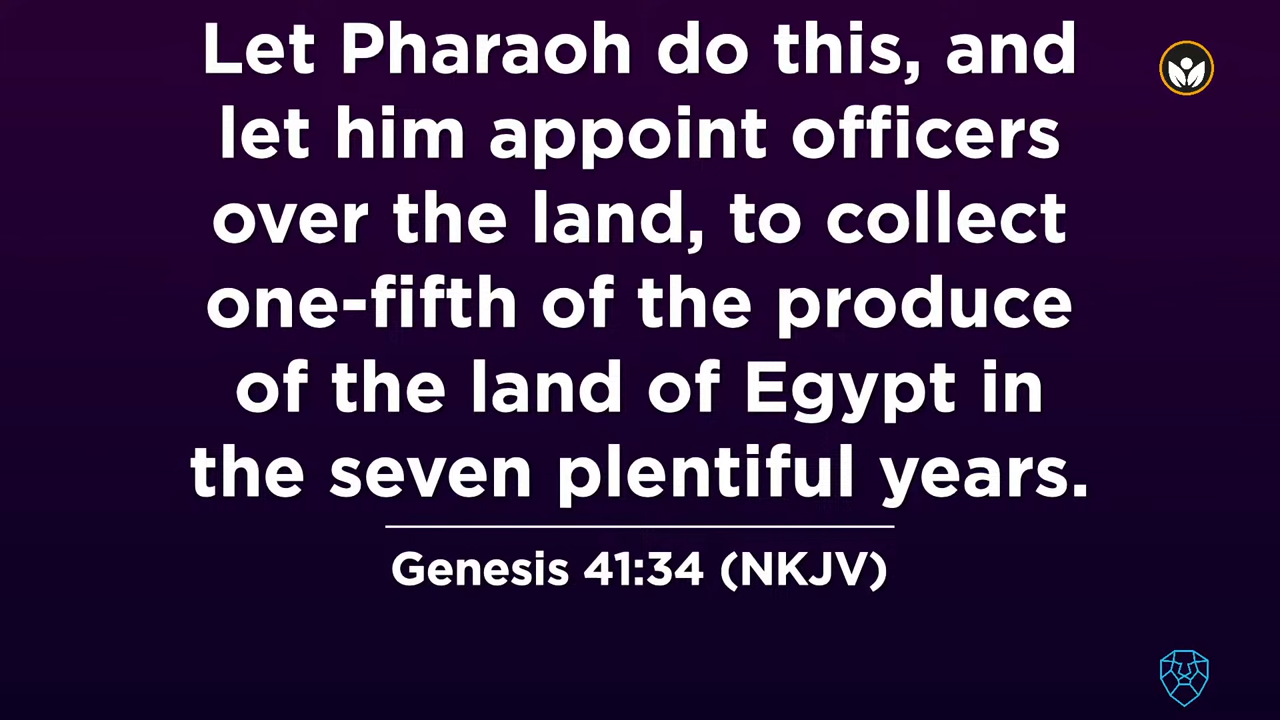 Let Pharaoh do this, and
let him appoint officers
over the land, to collect
one-fifth of the produce
of the land of Egypt in
the seven plentiful years.
Genesis 41:34 (NKJV)